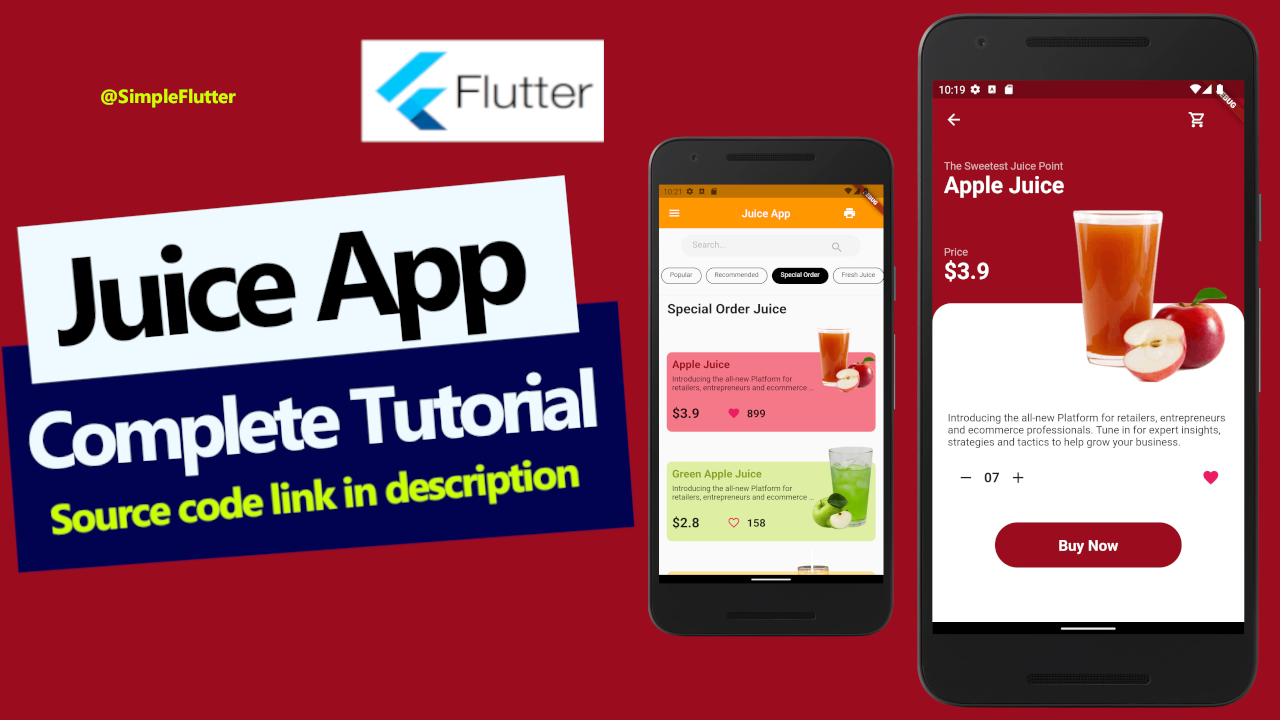 @SimpleFlutter
Flutter
Juice App
Complete Tutorial
Source code link in description
10:21
Juice App
Search...
Popular
Recommended
Special Order
Fresh Juice
Special Order Juice
Apple Juice
Introducing the all-new Platform for
retailers, entrepreneurs and ecommerce ...
$3.9
899
Green Apple Juice
Introducing the all-new Platform for
retailers, entrepreneurs and ecommerce ...
$2.8
158
10:19
The Sweetest Juice Point
Apple Juice
Price
$3.9
Introducing the all-new Platform for retailers, entrepreneurs
and ecommerce professionals. Tune in for expert insights,
strategies and tactics to help grow your business.
07
Buy Now